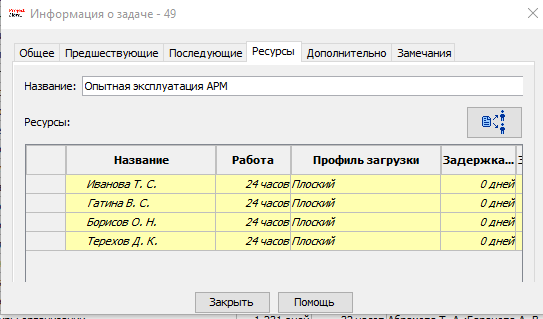 Информация о задаче - 49
Общее Предшествующие Последующие Ресурсы Дополнительно Замечания
Название: Опытная эксплуатация АРМ
Ресурсы:
Название Работа Профиль загрузки Задержка...
Иванова Т. С. 24 часов Плоский 0 дней
Гатина В. С. 24 часов Плоский 0 дней
Борисов О. Н. 24 часов Плоский 0 дней
Терехов Д. К. 24 часов Плоский 0 дней
Закрыть Помощь